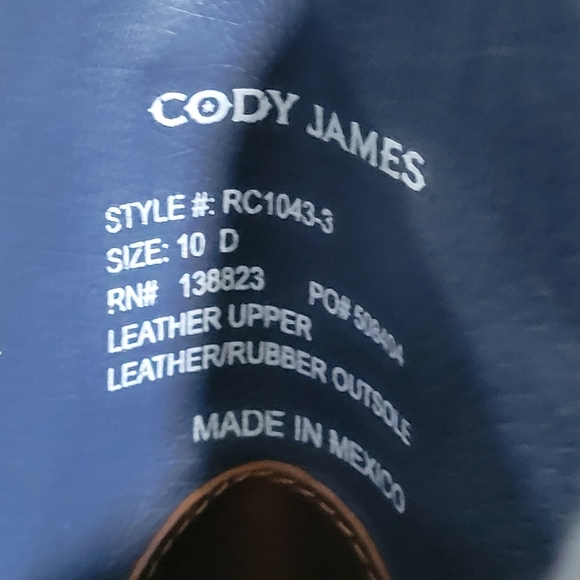 CODY JAMES
STYLE #: RC1043-3
SIZE: 10 D
RN# 138823 PO# 508404
LEATHER UPPER
LEATHER/RUBBER OUTSOLE
MADE IN MEXICO